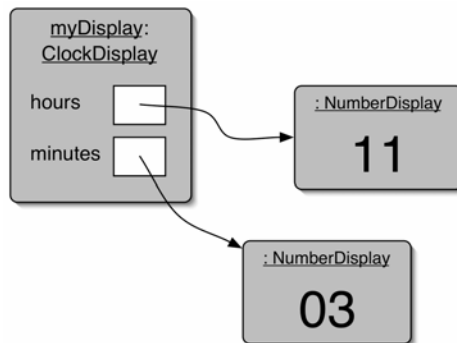 myDisplay:
ClockDisplay
hours
minutes
: NumberDisplay
11
: NumberDisplay
03